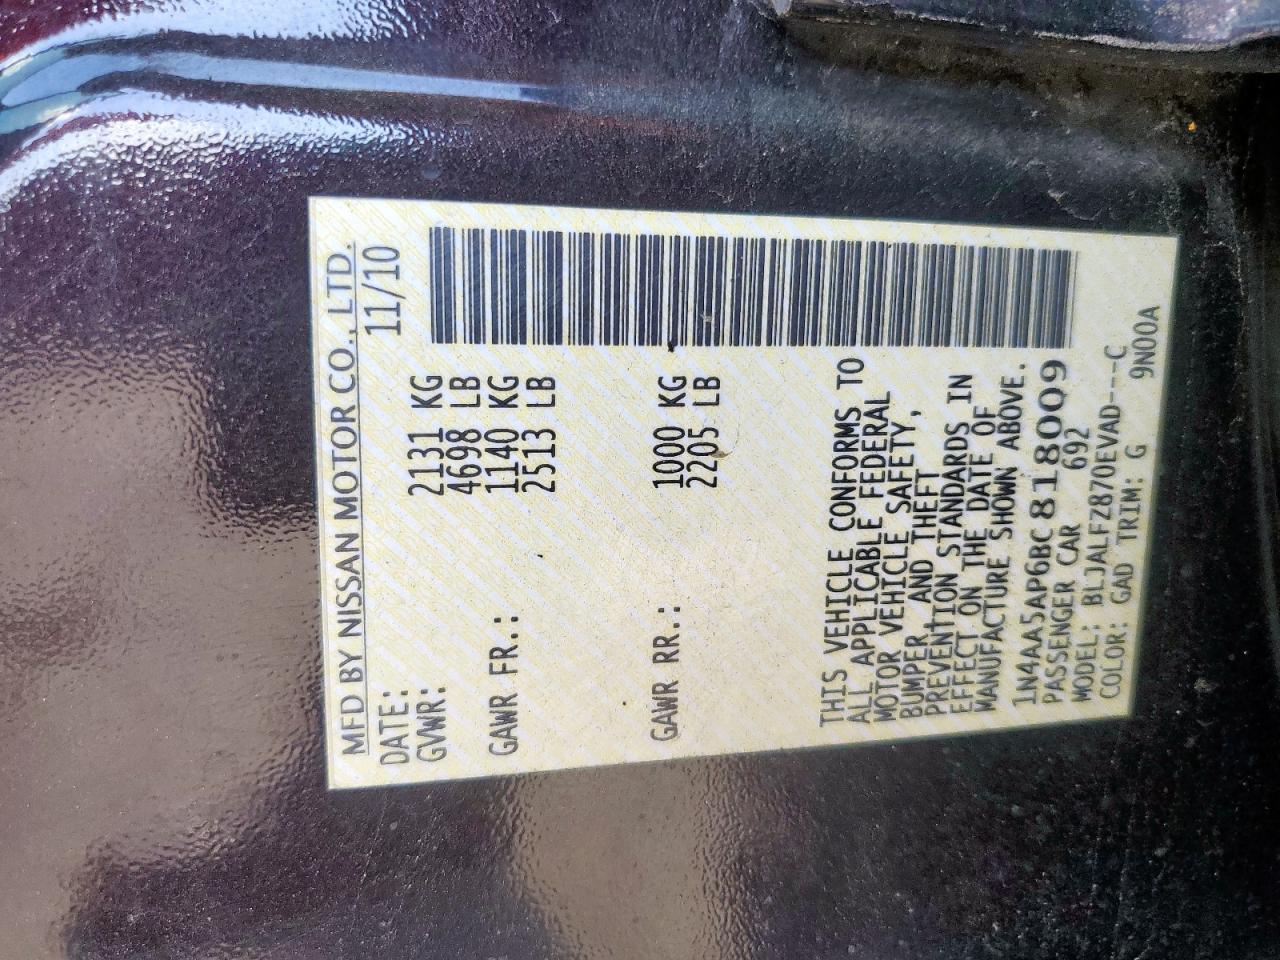 MFD BY NISSAN MOTOR CO., LTD.
DATE: 11/10
GVWR: 2131 KG
4698 LB
GAWR FR.: 1140 KG
2513 LB
GAWR RR.: 1000 KG
2205 LB
THIS VEHICLE CONFORMS TO
ALL APPLICABLE FEDERAL
MOTOR VEHICLE SAFETY,
BUMPER, AND THEFT
PREVENTION STANDARDS IN
EFFECT ON THE DATE OF
MANUFACTURE SHOWN ABOVE.
1N4AA5AP6BC818009
PASSENGER CAR 692
MODEL: BLJALFZ870EVAD---C
COLOR: GAD TRIM: G 9N00A